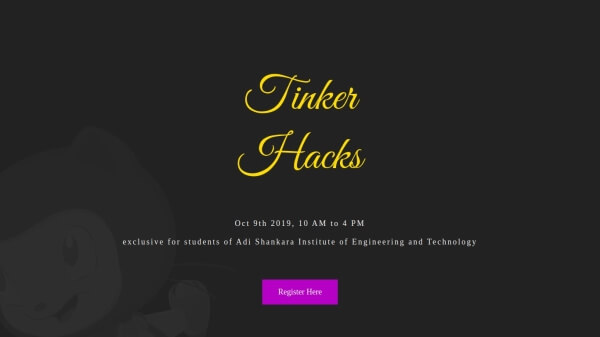 Tinker
Hacks
Oct 9th 2019, 10 AM to 4 PM
exclusive for students of Adi Shankara Institute of Engineering and Technology
Register Here